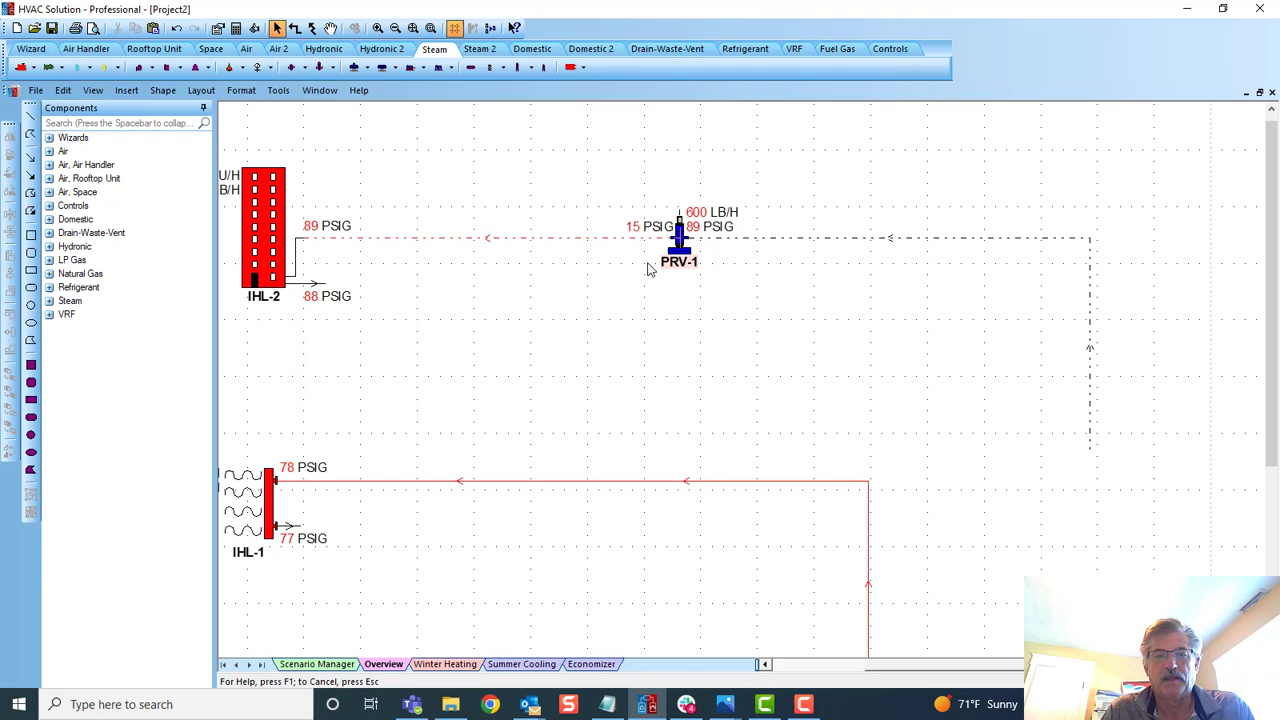 HVAC Solution - Professional - [Project2]
Wizard Air Handler Rooftop Unit Space Air Air 2 Hydronic Hydronic 2 Steam Steam 2 Domestic Domestic 2 Drain-Waste-Vent Refrigerant VRF Fuel Gas Controls
File Edit View Insert Shape Layout Format Tools Window Help
Components
Search (Press the Spacebar to collap...
Wizards
Air
Air, Air Handler
Air, Rooftop Unit
Air, Space
Controls
Domestic
Drain-Waste-Vent
Hydronic
LP Gas
Natural Gas
Refrigerant
Steam
VRF
U/H
B/H
89 PSIG
88 PSIG
IHL-2
600 LB/H
15 PSIG 89 PSIG
PRV-1
78 PSIG
77 PSIG
IHL-1
Scenario Manager Overview Winter Heating Summer Cooling Economizer
For Help, press F1; to Cancel, press Esc
Type here to search
71°F Sunny